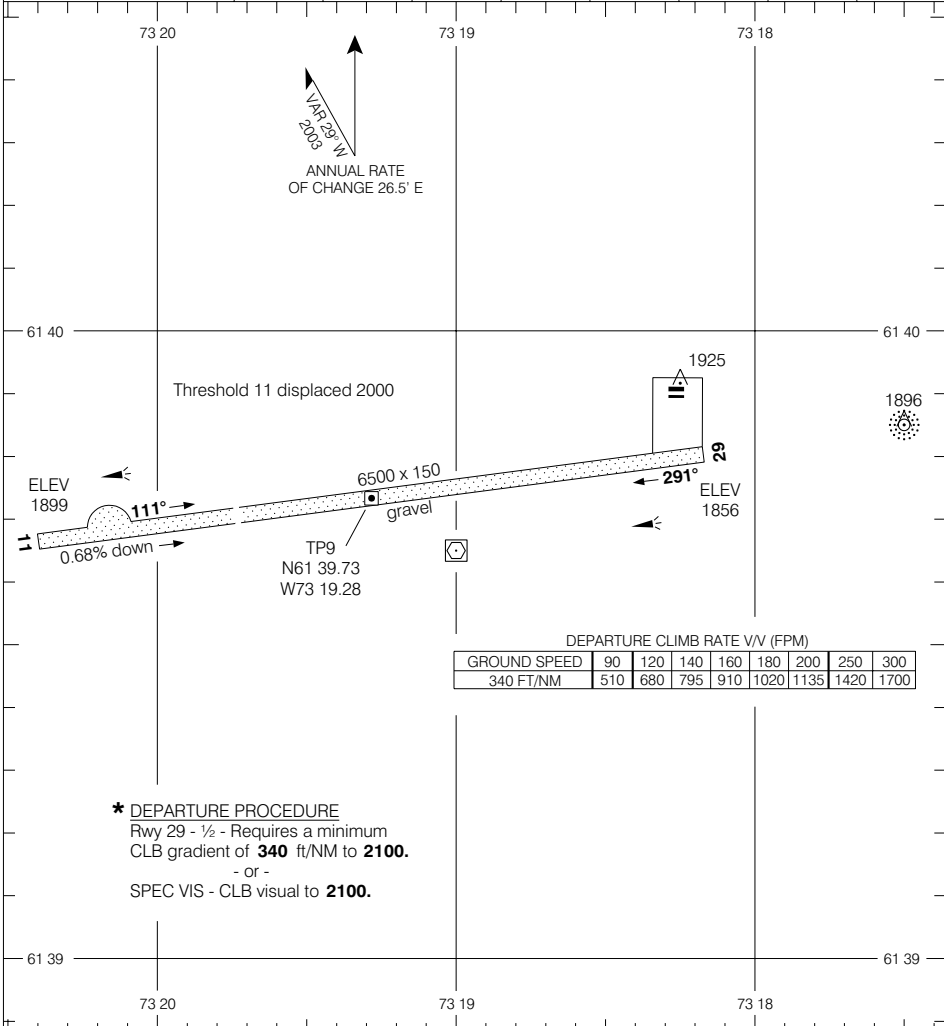 73 20
73 19
73 18
VAR 29° W
2003
ANNUAL RATE
OF CHANGE 26.5' E
61 40
61 40
1925
Threshold 11 displaced 2000
1896
29
6500 x 150
291°
ELEV
1856
ELEV
1899
111°
gravel
11
0.68% down
TP9
N61 39.73
W73 19.28
DEPARTURE CLIMB RATE V/V (FPM)
GROUND SPEED 90 120 140 160 180 200 250 300
340 FT/NM 510 680 795 910 1020 1135 1420 1700
* DEPARTURE PROCEDURE
Rwy 29 - ½ - Requires a minimum
CLB gradient of 340 ft/NM to 2100.
- or -
SPEC VIS - CLB visual to 2100.
61 39
61 39
73 20
73 19
73 18